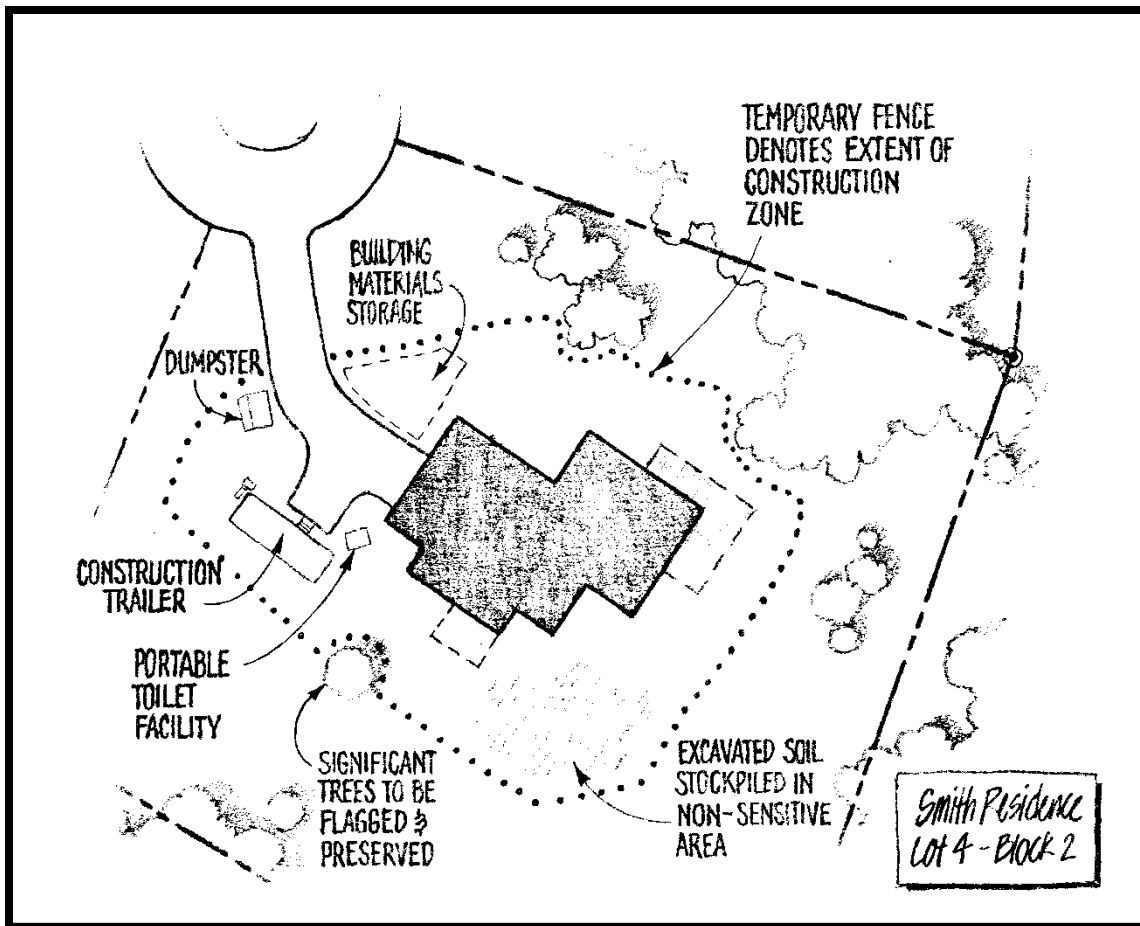 TEMPORARY FENCE
DENOTES EXTENT OF
CONSTRUCTION
ZONE
BUILDING
MATERIALS
STORAGE
DUMPSTER
CONSTRUCTION
TRAILER
PORTABLE
TOILET
FACILITY
SIGNIFICANT
TREES TO BE
FLAGGED &
PRESERVED
EXCAVATED SOIL
STOCKPILED IN
NON-SENSITIVE
AREA
Smith Residence
Lot 4 - Block 2